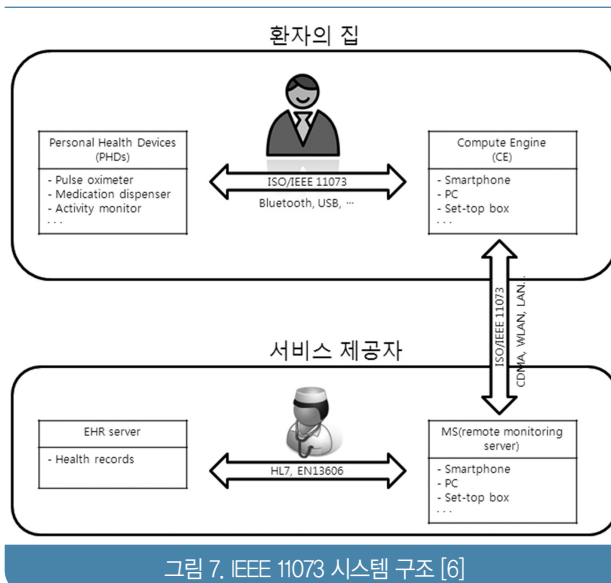 환자의 집
Personal Health Devices
(PHDs)
- Pulse oximeter
- Medication dispenser
- Activity monitor
...
ISO/IEEE 11073
Bluetooth, USB, ...
Compute Engine
(CE)
- Smartphone
- PC
- Set-top box
...
ISO/IEEE 11073
CDMA, WLAN, LAN...
서비스 제공자
EHR server
- Health records
HL7, EN13606
MS(remote monitoring
server)
- Smartphone
- PC
- Set-top box
...
그림 7. IEEE 11073 시스템 구조 [6]